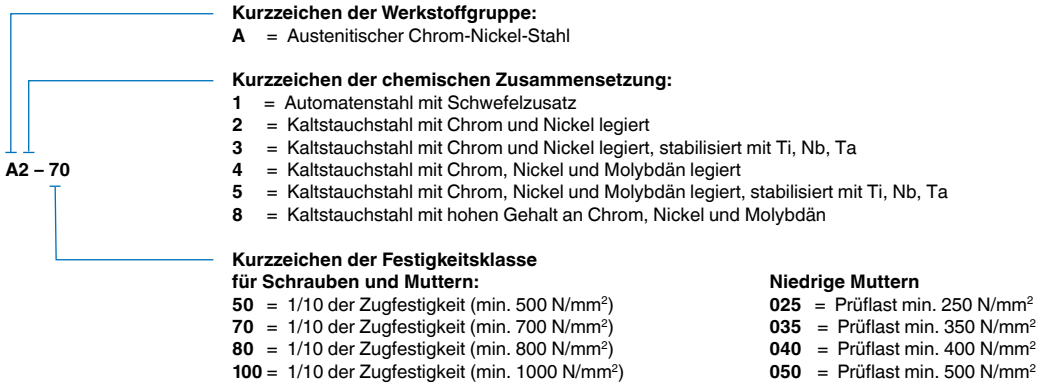 Kurzzeichen der Werkstoffgruppe:
A = Austenitischer Chrom-Nickel-Stahl
Kurzzeichen der chemischen Zusammensetzung:
1 = Automatenstahl mit Schwefelzusatz
2 = Kaltstauchstahl mit Chrom und Nickel legiert
3 = Kaltstauchstahl mit Chrom und Nickel legiert, stabilisiert mit Ti, Nb, Ta
4 = Kaltstauchstahl mit Chrom, Nickel und Molybdän legiert
5 = Kaltstauchstahl mit Chrom, Nickel und Molybdän legiert, stabilisiert mit Ti, Nb, Ta
8 = Kaltstauchstahl mit hohen Gehalt an Chrom, Nickel und Molybdän
A2 – 70
Kurzzeichen der Festigkeitsklasse
für Schrauben und Muttern:
50 = 1/10 der Zugfestigkeit (min. 500 N/mm²)
70 = 1/10 der Zugfestigkeit (min. 700 N/mm²)
80 = 1/10 der Zugfestigkeit (min. 800 N/mm²)
100 = 1/10 der Zugfestigkeit (min. 1000 N/mm²)
Niedrige Muttern
025 = Prüflast min. 250 N/mm²
035 = Prüflast min. 350 N/mm²
040 = Prüflast min. 400 N/mm²
050 = Prüflast min. 500 N/mm²